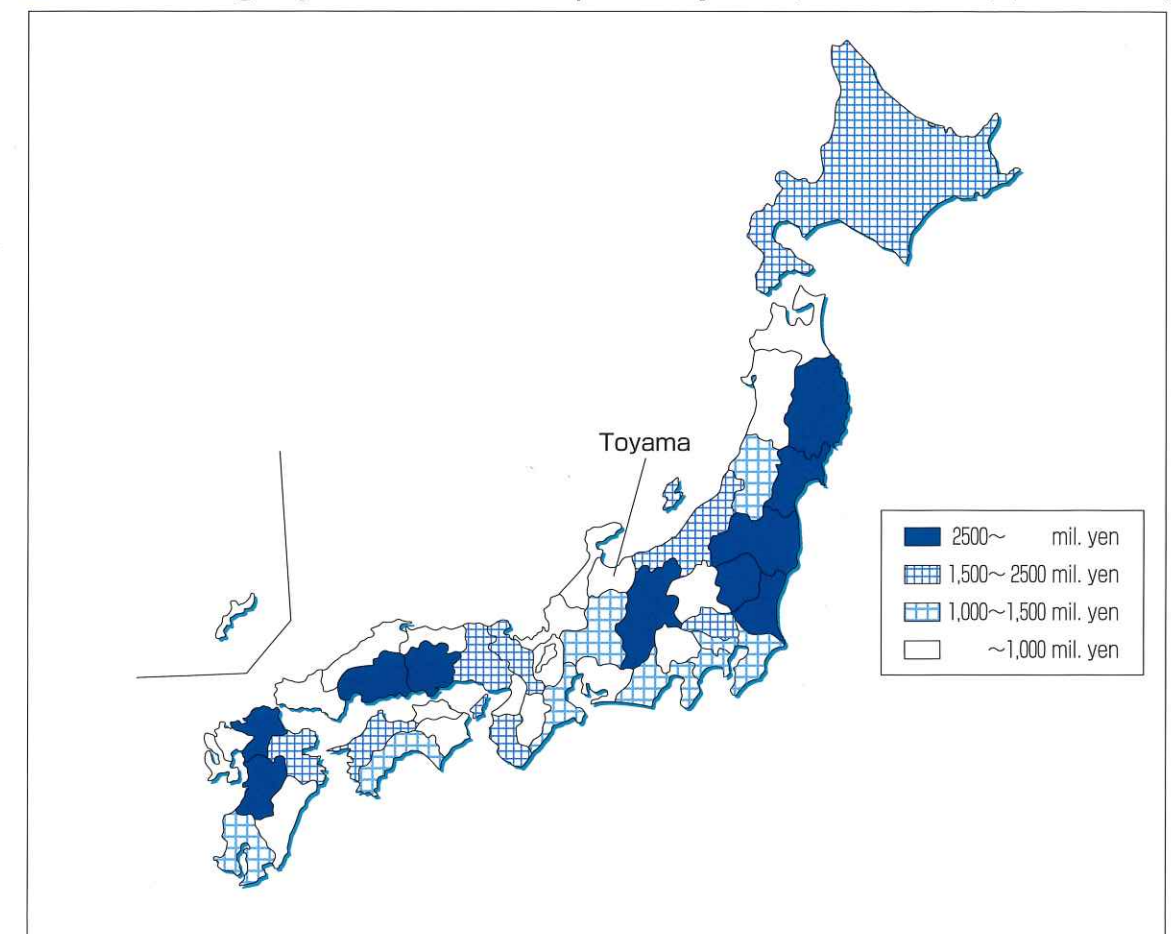 Toyama
2500~ mil. yen
1,500~2500 mil. yen
1,000~1,500 mil. yen
~1,000 mil. yen